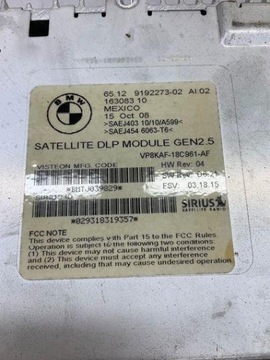 BMW
65.12 9192273-02 AI.02
163083 10
MEXICO
15 Oct 08
>SAEJ403 10/10/A599<
>SAEJ454 6063-T6<
SATELLITE DLP MODULE GEN2.5
VP8KAF-18C961-AF
VISTEON MFG. CODE
HW Rev: 04
FSV: 03.18.15
*029318319357*
SIRIUS
SATELLITE RADIO
FCC NOTE
This device complies with Part 15 to the FCC
Rules. Operation is subject to the following
two conditions: (1) This device may not cause
harmful interference, and (2) This device
must accept any interference received,
including interference that may cause
undesired operation.